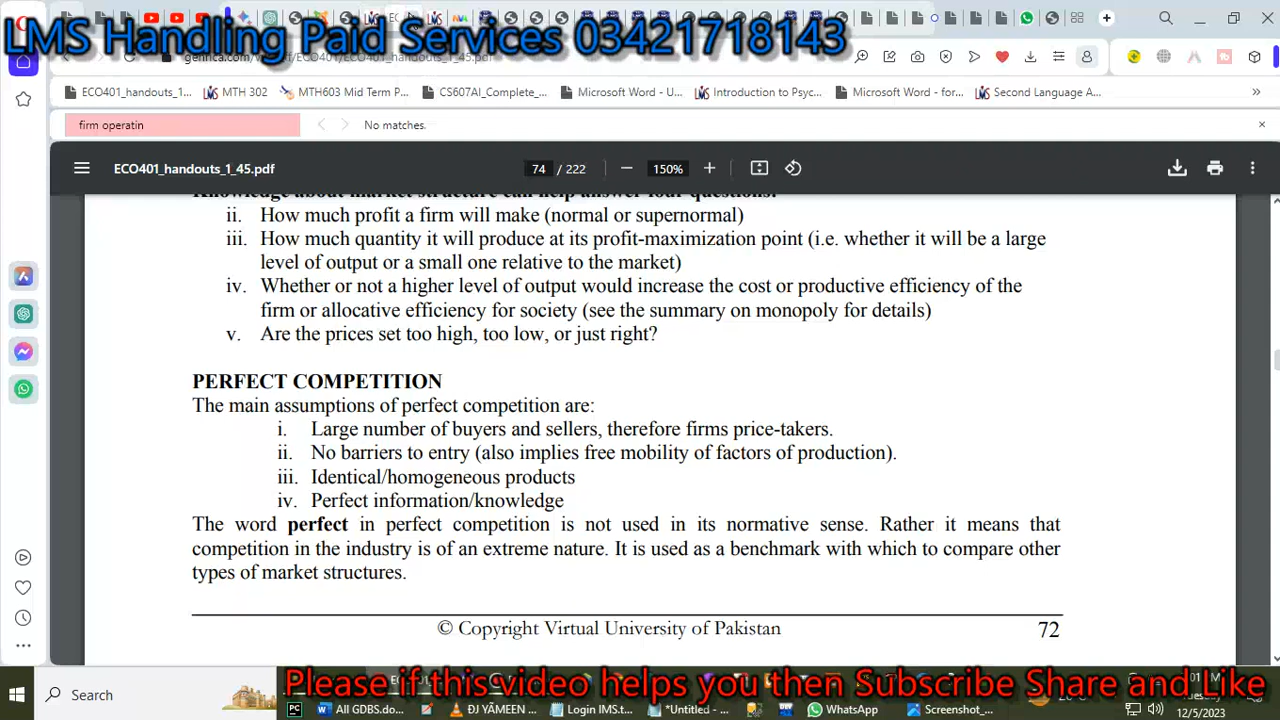 LMS Handling Paid Services 03421718143
ECO401_handouts_1_... MTH 302 MTH603 Mid Term P... CS607AI_Complete_... Microsoft Word - U... Introduction to Psyc... Microsoft Word - for... Second Language A...
firm operatin No matches.
ECO401_handouts_1_45.pdf 74 / 222 150%
ii. How much profit a firm will make (normal or supernormal)
iii. How much quantity it will produce at its profit-maximization point (i.e. whether it will be a large
level of output or a small one relative to the market)
iv. Whether or not a higher level of output would increase the cost or productive efficiency of the
firm or allocative efficiency for society (see the summary on monopoly for details)
v. Are the prices set too high, too low, or just right?
PERFECT COMPETITION
The main assumptions of perfect competition are:
i. Large number of buyers and sellers, therefore firms price-takers.
ii. No barriers to entry (also implies free mobility of factors of production).
iii. Identical/homogeneous products
iv. Perfect information/knowledge
The word perfect in perfect competition is not used in its normative sense. Rather it means that
competition in the industry is of an extreme nature. It is used as a benchmark with which to compare other
types of market structures.
© Copyright Virtual University of Pakistan 72
Please if this video helps you then Subscribe Share and Like
Search
All GDBS.do... ĐJ YÃMEEN ... Login IMS.t... *Untitled - ... WhatsApp Screenshot_...
12/5/2023